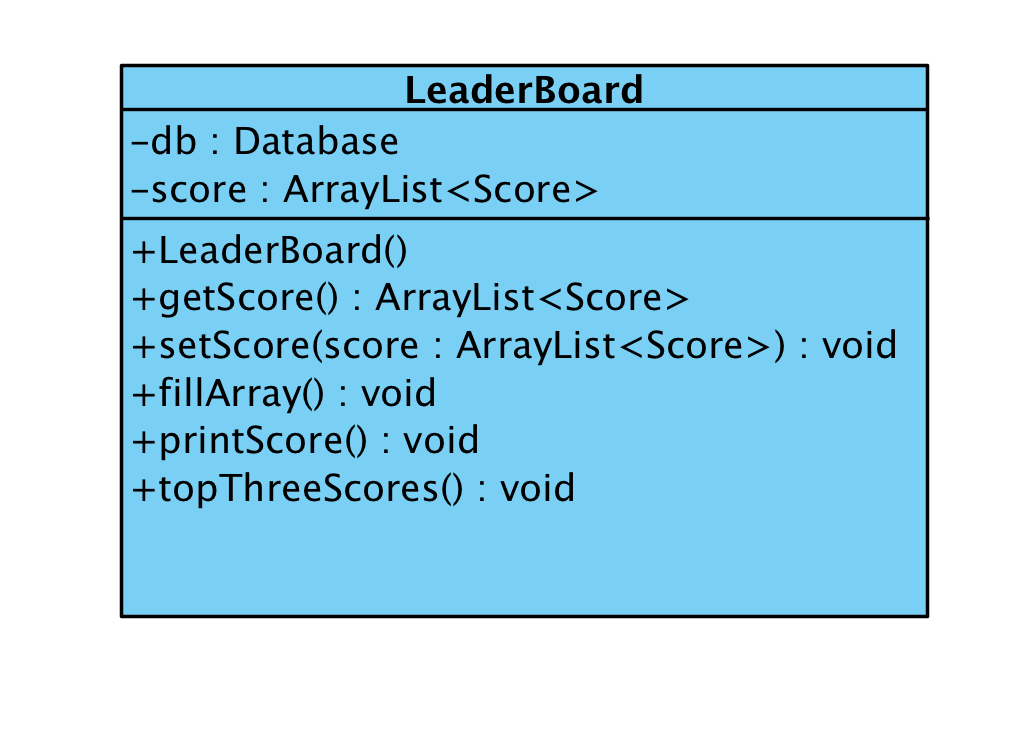 LeaderBoard
-db : Database
-score : ArrayList<Score>
+LeaderBoard()
+getScore() : ArrayList<Score>
+setScore(score : ArrayList<Score>) : void
+fillArray() : void
+printScore() : void
+topThreeScores() : void